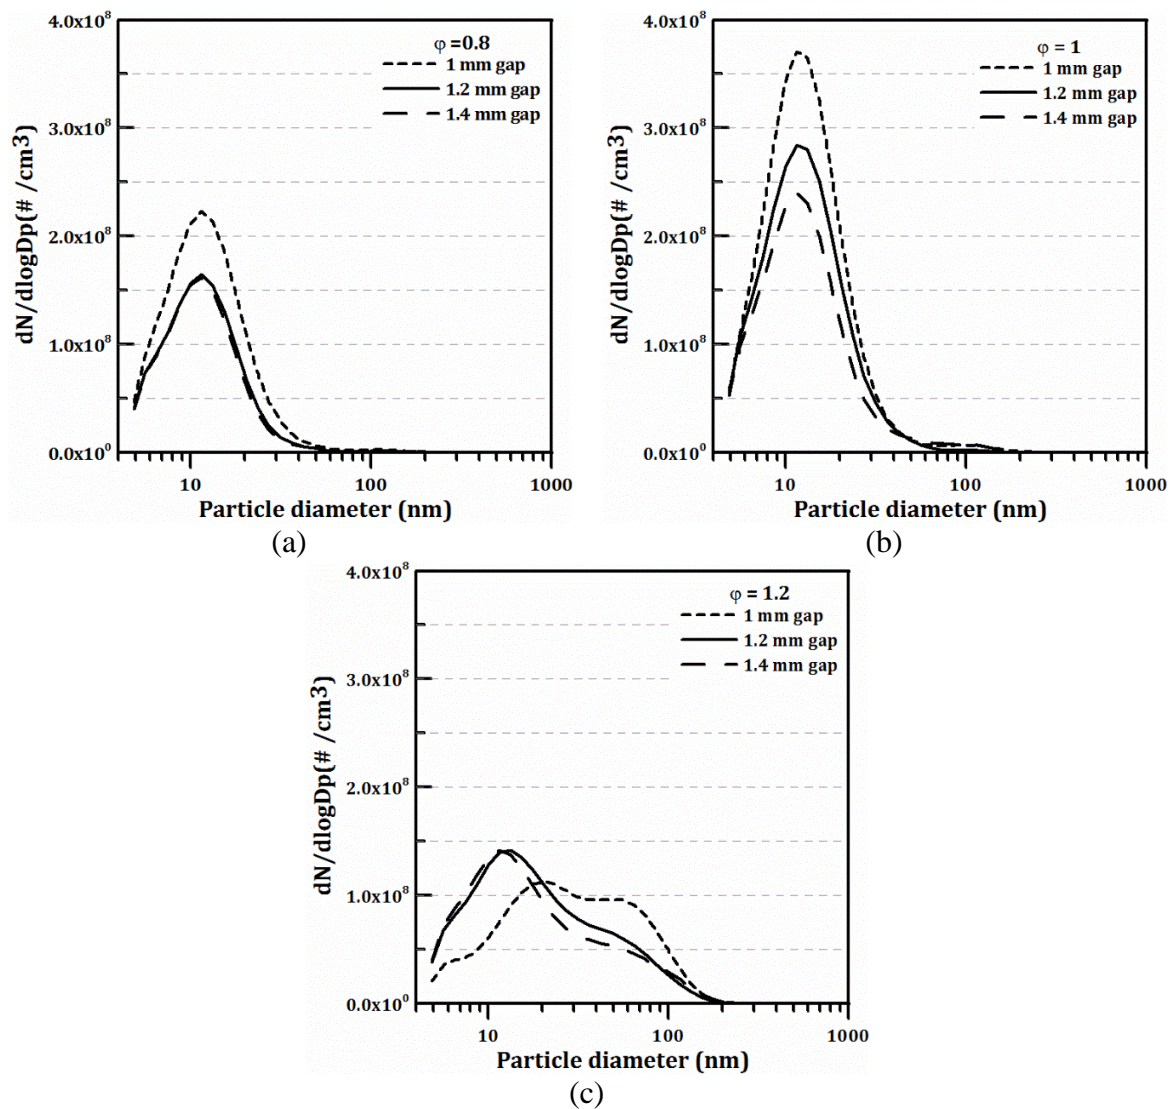 4.0x10⁸
3.0x10⁸
2.0x10⁸
1.0x10⁸
0.0x10⁰
dN/dlogDp(# /cm3)
φ =0.8
1 mm gap
1.2 mm gap
1.4 mm gap
10 100 1000
Particle diameter (nm)
(a)
4.0x10⁸
3.0x10⁸
2.0x10⁸
1.0x10⁸
0.0x10⁰
dN/dlogDp(# /cm3)
φ = 1
1 mm gap
1.2 mm gap
1.4 mm gap
10 100 1000
Particle diameter (nm)
(b)
4.0x10⁸
3.0x10⁸
2.0x10⁸
1.0x10⁸
0.0x10⁰
dN/dlogDp(# /cm3)
φ = 1.2
1 mm gap
1.2 mm gap
1.4 mm gap
10 100 1000
Particle diameter (nm)
(c)